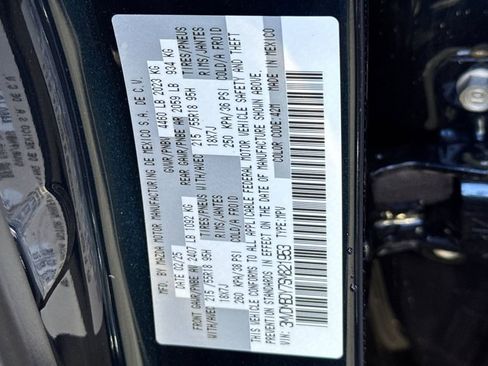 MFD BY MAZDA MOTOR MANUFACTURING DE MEXICO S.A. DE C.V.
DATE 02/25 GVWR/PNBV 4460 LB 2023 KG
FRONT GAWR/PNBE AV 2407 LB 1092 KG REAR GAWR/PNBE AR 2059 LB 934 KG
TIRES/PNEUS TIRES/PNEUS
WITH/AVEC 215/55R18 95H WITH/AVEC 215/55R18 95H
RIMS/JANTES RIMS/JANTES
18X7J 18X7J
COLD/A FROID COLD/A FROID
250 KPA/36 PSI 250 KPA/36 PSI
THIS VEHICLE CONFORMS TO ALL APPLICABLE FEDERAL MOTOR VEHICLE SAFETY AND THEFT
PREVENTION STANDARDS IN EFFECT ON THE DATE OF MANUFACTURE SHOWN ABOVE.
TYPE: MPV MADE IN MEXICO
VIN: COLOR CODE: 42M